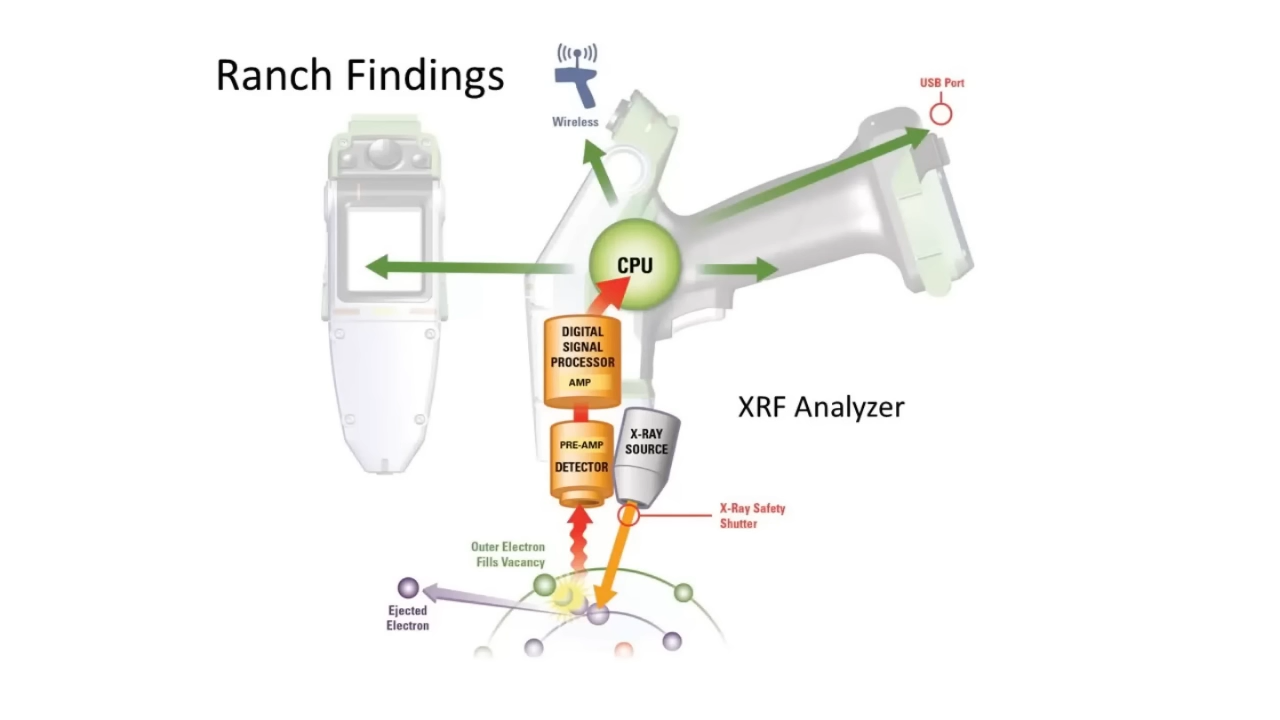 Ranch Findings
Wireless
USB Port
CPU
DIGITAL
SIGNAL
PROCESSOR
AMP
XRF Analyzer
PRE-AMP
DETECTOR
X-RAY
SOURCE
X-Ray Safety
Shutter
Outer Electron
Fills Vacancy
Ejected
Electron